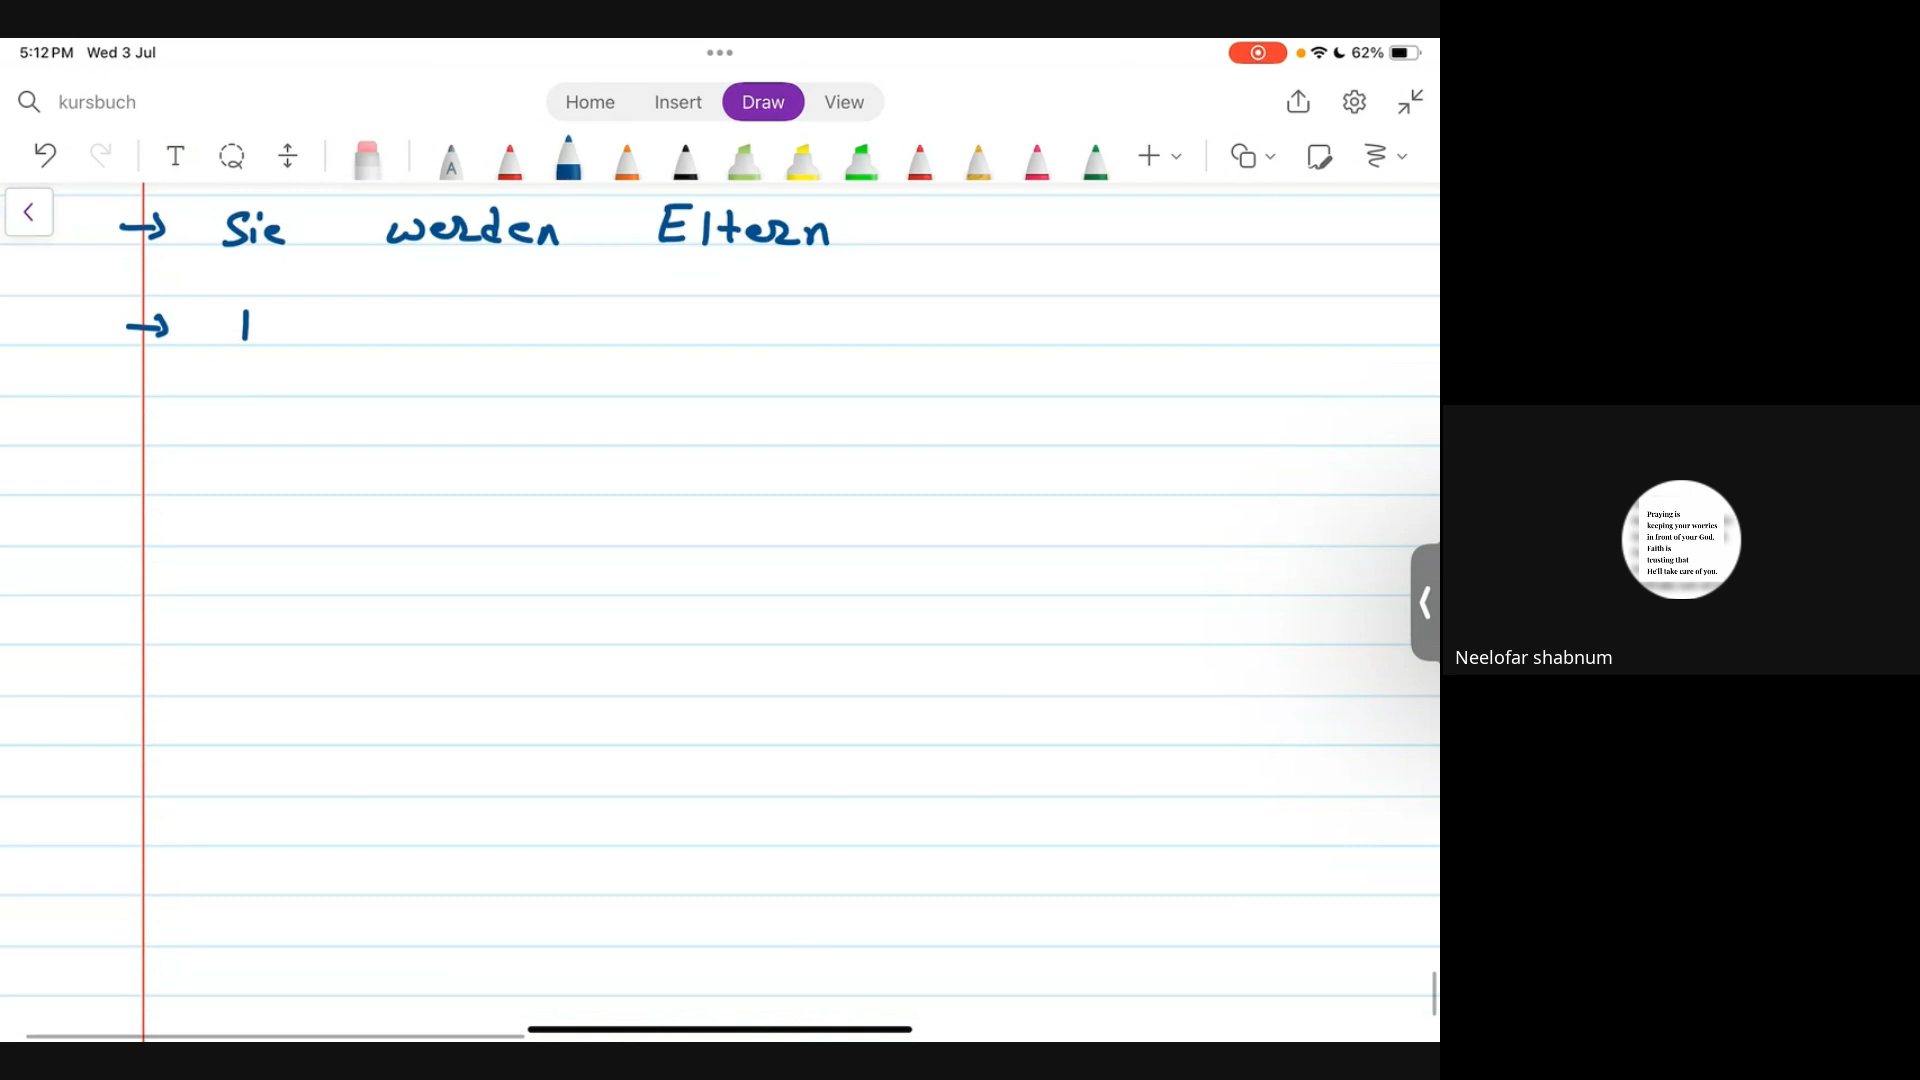 5:12 PM Wed 3 Jul
62%
kursbuch
Home Insert Draw View
T
A
→ Sie werden Eltern
→ I
Praying is
keeping your worries
in front of your God.
Faith is
trusting that
He'll take care of you.
Neelofar shabnum